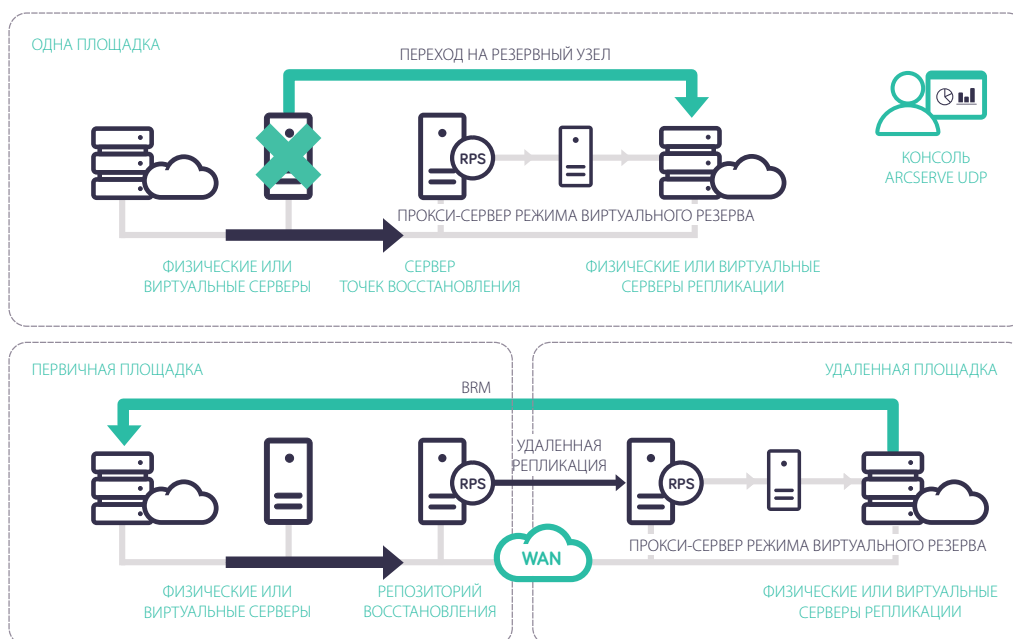 ОДНА ПЛОЩАДКА
ПЕРЕХОД НА РЕЗЕРВНЫЙ УЗЕЛ
RPS
КОНСОЛЬ
ARCSERVE UDP
ПРОКСИ-СЕРВЕР РЕЖИМА ВИРТУАЛЬНОГО РЕЗЕРВА
ФИЗИЧЕСКИЕ ИЛИ
ВИРТУАЛЬНЫЕ СЕРВЕРЫ
СЕРВЕР
ТОЧЕК ВОССТАНОВЛЕНИЯ
ФИЗИЧЕСКИЕ ИЛИ ВИРТУАЛЬНЫЕ
СЕРВЕРЫ РЕПЛИКАЦИИ
ПЕРВИЧНАЯ ПЛОЩАДКА
УДАЛЕННАЯ ПЛОЩАДКА
BRM
УДАЛЕННАЯ
РЕПЛИКАЦИЯ
RPS
RPS
ПРОКСИ-СЕРВЕР РЕЖИМА ВИРТУАЛЬНОГО РЕЗЕРВА
WAN
ФИЗИЧЕСКИЕ ИЛИ
ВИРТУАЛЬНЫЕ СЕРВЕРЫ
РЕПОЗИТОРИЙ
ВОССТАНОВЛЕНИЯ
ФИЗИЧЕСКИЕ ИЛИ ВИРТУАЛЬНЫЕ
СЕРВЕРЫ РЕПЛИКАЦИИ